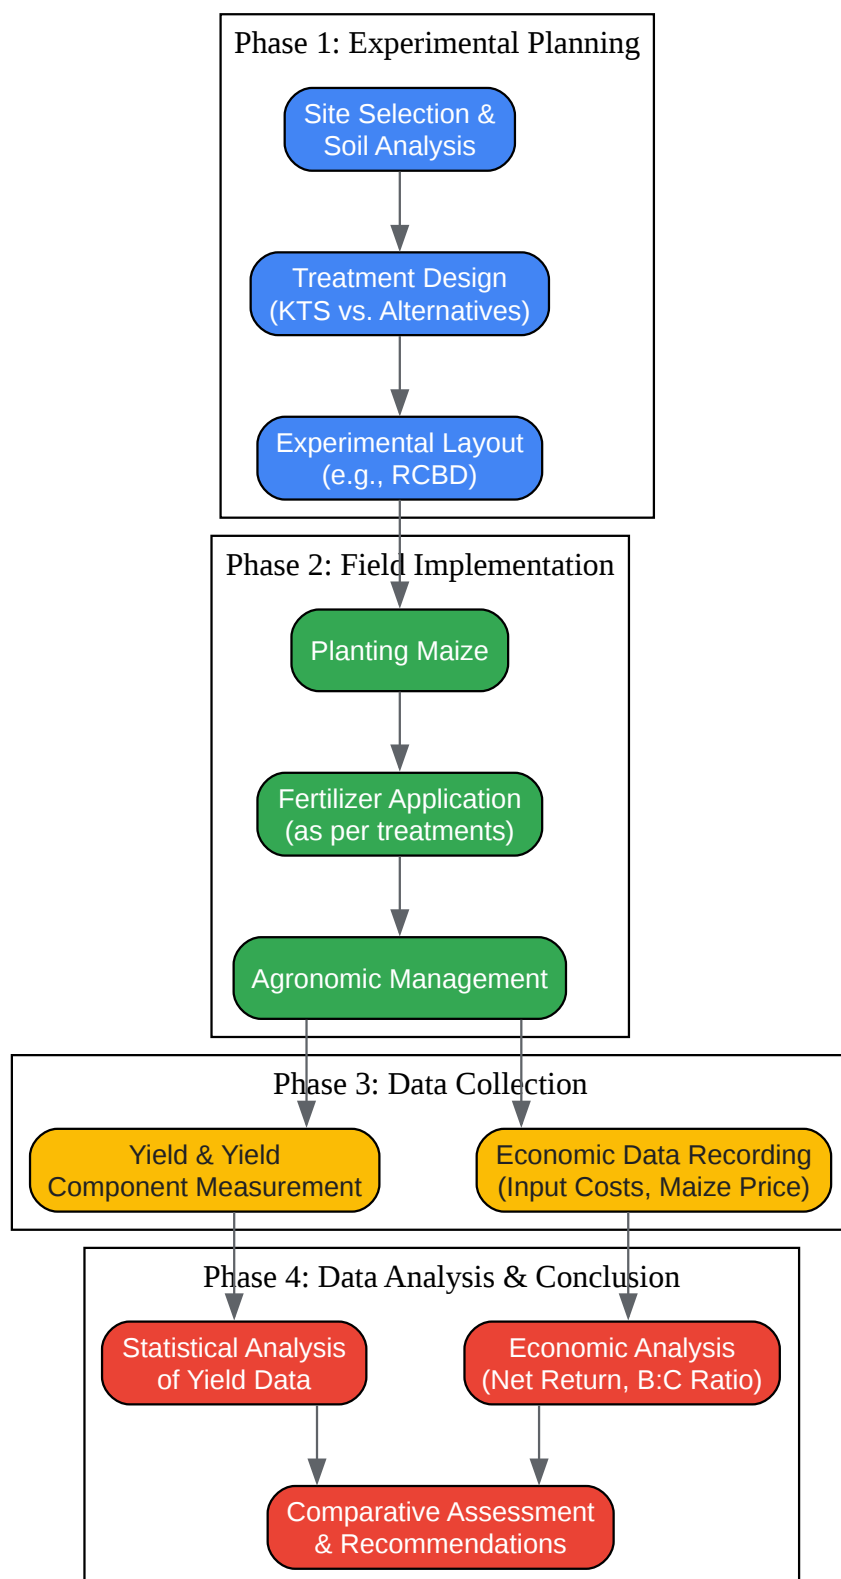 Phase 1: Experimental Planning
Site Selection &
Soil Analysis
Treatment Design
(KTS vs. Alternatives)
Experimental Layout
(e.g., RCBD)
Phase 2: Field Implementation
Planting Maize
Fertilizer Application
(as per treatments)
Agronomic Management
Phase 3: Data Collection
Yield & Yield
Component Measurement
Economic Data Recording
(Input Costs, Maize Price)
Phase 4: Data Analysis & Conclusion
Statistical Analysis
of Yield Data
Economic Analysis
(Net Return, B:C Ratio)
Comparative Assessment
& Recommendations